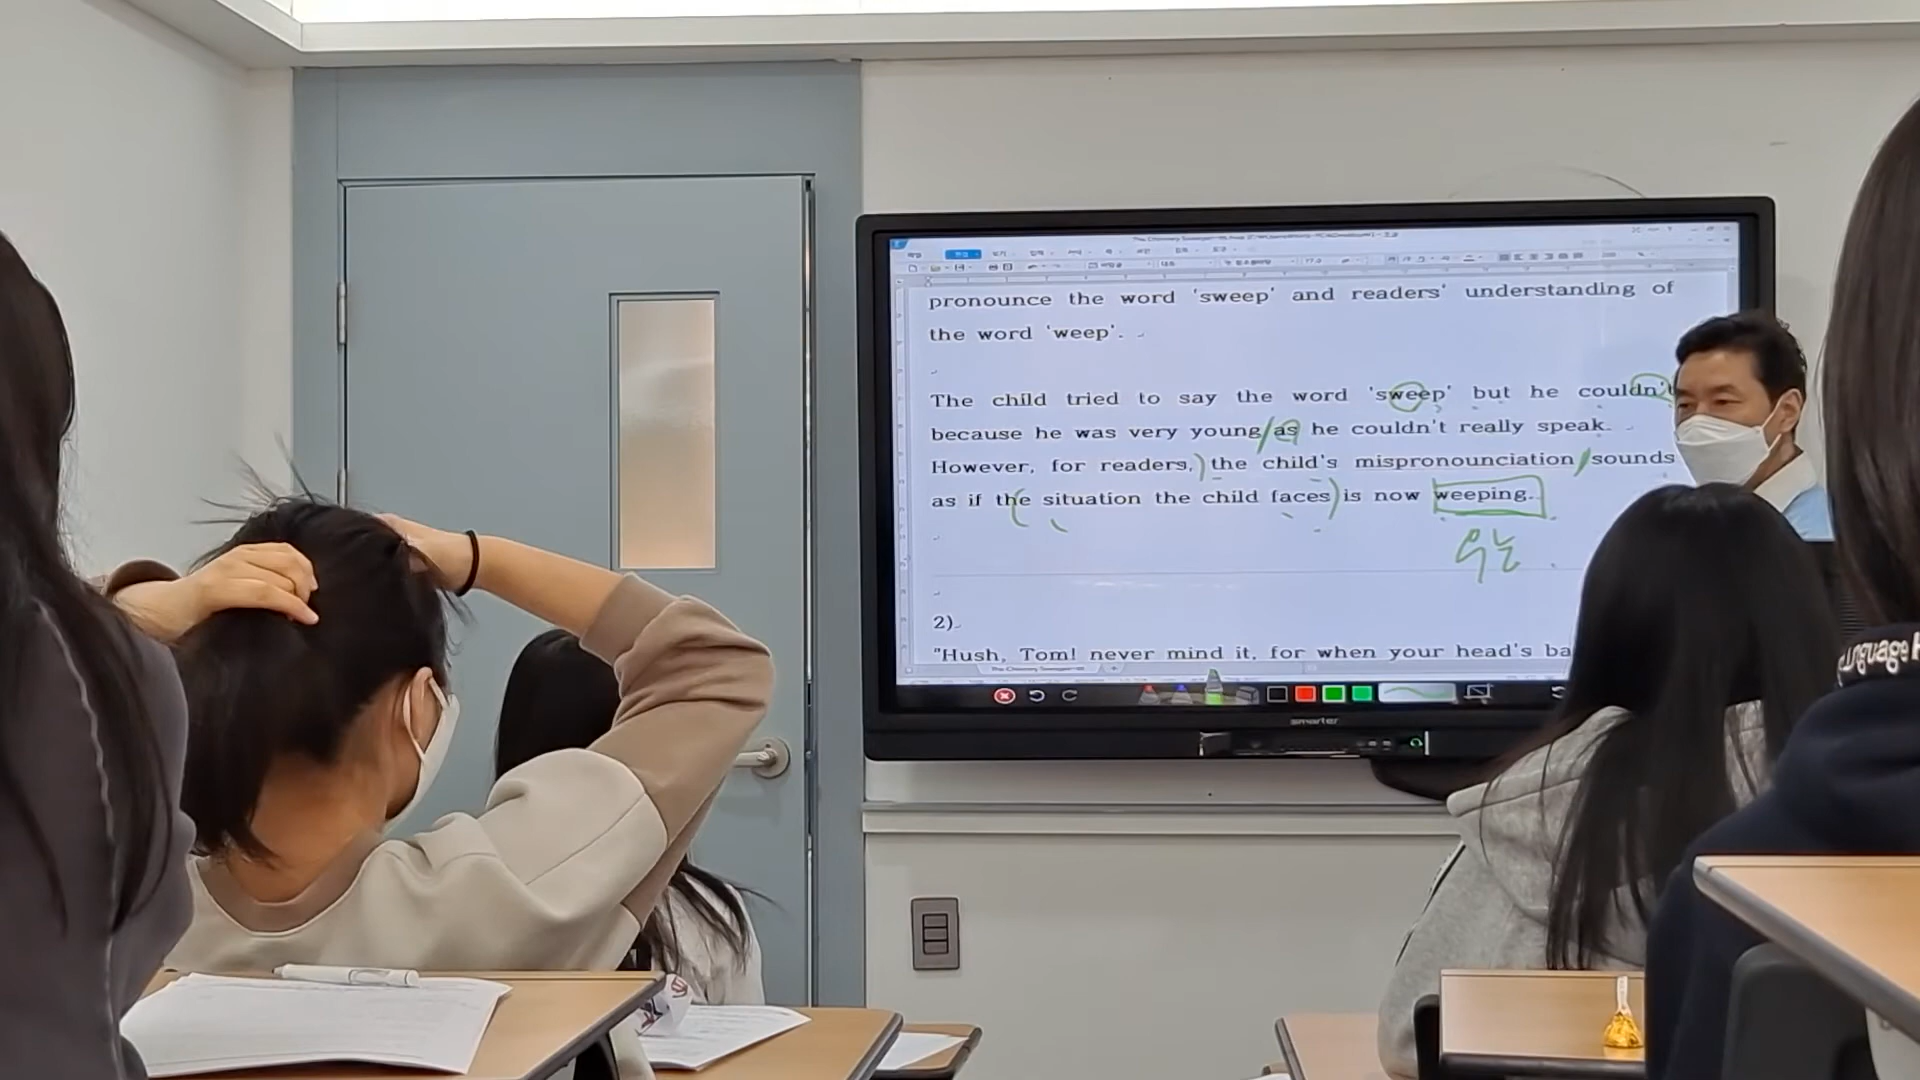 pronounce the word 'sweep' and readers' understanding of
the word 'weep'.
The child tried to say the word 'sweep' but he couldn't
because he was very young as he couldn't really speak.
However, for readers, the child's mispronounciation sounds
as if the situation the child faces is now weeping.
우는
2)
"Hush, Tom! never mind it, for when your head's ba
smarter